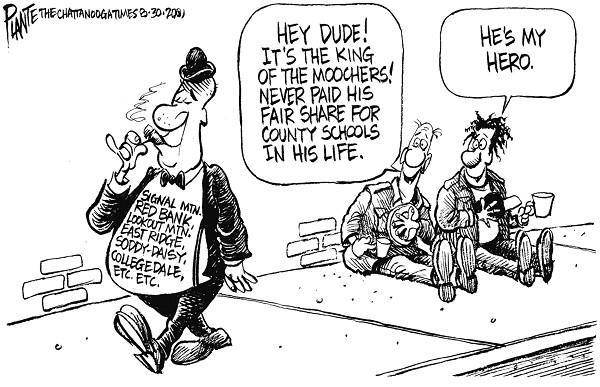 PLANTE THE CHATTANOOGA TIMES 8-30, 2001
HEY DUDE!
IT'S THE KING
OF THE MOOCHERS!
NEVER PAID HIS
FAIR SHARE FOR
COUNTY SCHOOLS
IN HIS LIFE.
HE'S MY
HERO.
SIGNAL MTN.
RED BANK,
LOOKOUT MTN.
EAST RIDGE,
SODDY-DAISY,
COLLEGEDALE,
ETC. ETC.